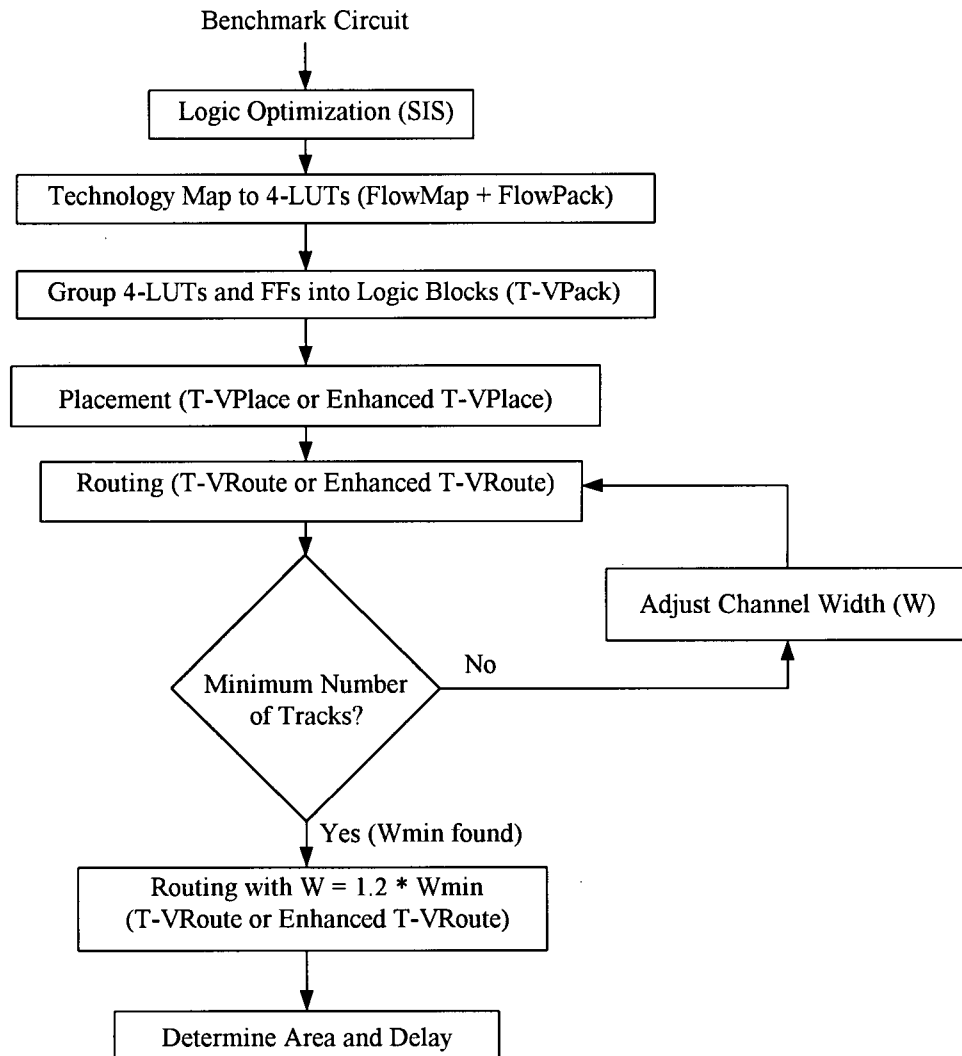 Benchmark Circuit
Logic Optimization (SIS)
Technology Map to 4-LUTs (FlowMap + FlowPack)
Group 4-LUTs and FFs into Logic Blocks (T-VPack)
Placement (T-VPlace or Enhanced T-VPlace)
Routing (T-VRoute or Enhanced T-VRoute)
Adjust Channel Width (W)
No
Minimum Number
of Tracks?
Yes (Wmin found)
Routing with W = 1.2 * Wmin
(T-VRoute or Enhanced T-VRoute)
Determine Area and Delay